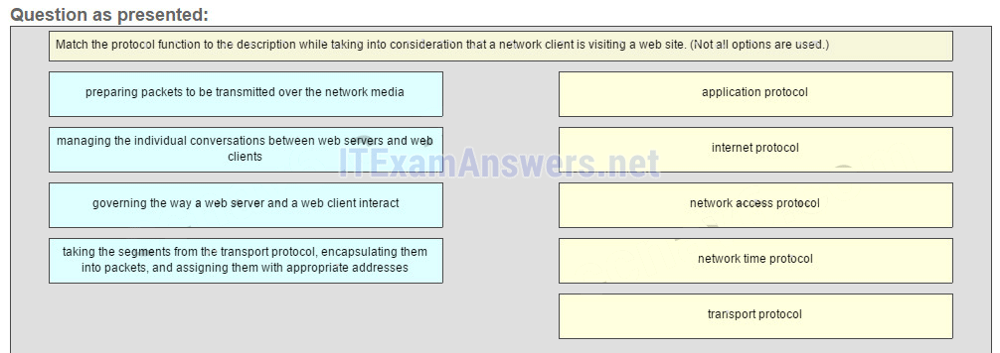 Question as presented:
Match the protocol function to the description while taking into consideration that a network client is visiting a web site. (Not all options are used.)
preparing packets to be transmitted over the network media
application protocol
managing the individual conversations between web servers and web
clients
internet protocol
ITExamAnswers.net
governing the way a web server and a web client interact
network access protocol
taking the segments from the transport protocol, encapsulating them
into packets, and assigning them with appropriate addresses
network time protocol
transport protocol